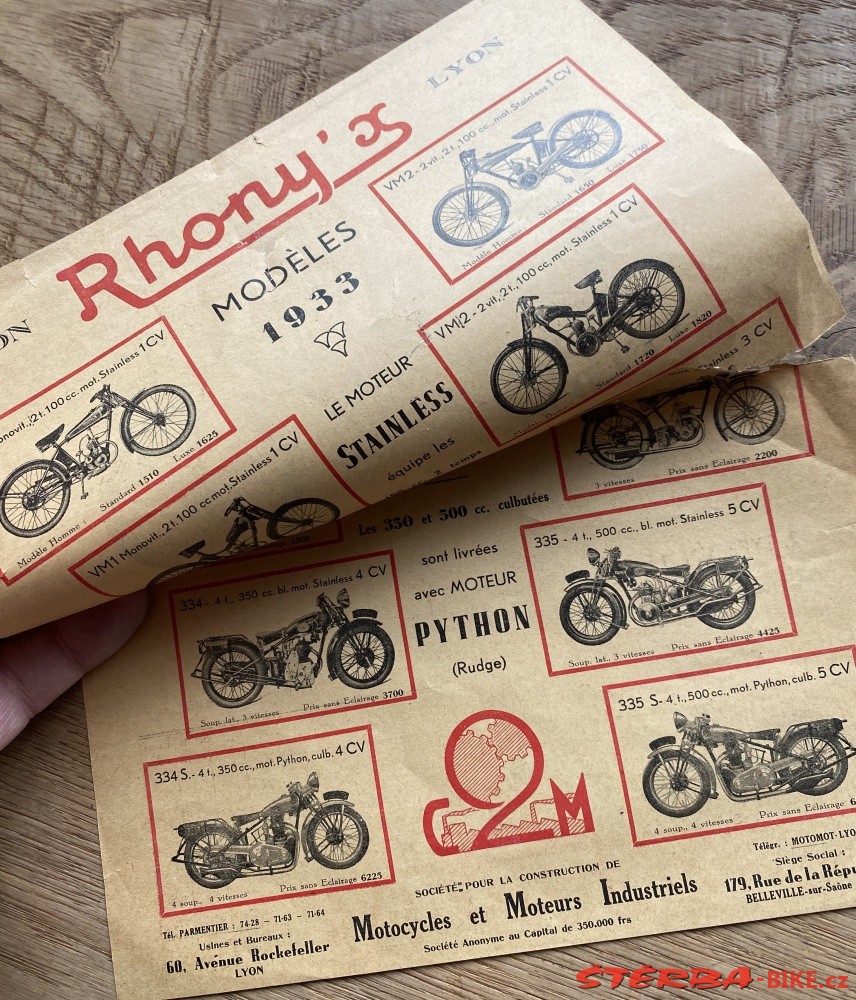 LYON
Rhony'x
MODÈLES
1933
VM2 - 2 vit., 2 t., 100 cc., mot. Stainless 1 CV
Modèle Homme : Standard 1650 Luxe 1750
VM2 - 2 vit., 2 t., 100 cc., mot. Stainless 1 CV
Standard 1720 Luxe 1820
LE MOTEUR
STAINLESS
équipe les
2 temps
Monovit., 2 t. 100 cc. mot. Stainless 1 CV
Modèle Homme : Standard 1510 Luxe 1625
VM1 Monovit., 2 t. 100 cc mot. Stainless 1 CV
3 CV
3 vitesses Prix sans Eclairage 2200
Les 350 et 500 cc. culbutées
sont livrées
avec MOTEUR
PYTHON
(Rudge)
334 - 4 t., 350 cc. bl. mot. Stainless 4 CV
Soup. lat., 3 vitesses Prix sans Eclairage 3700
335 - 4 t., 500 cc., bl. mot. Stainless 5 CV
Soup. lat., 3 vitesses Prix sans Eclairage 4425
334 S. - 4 t., 350 cc., mot. Python, culb. 4 CV
4 soup., 4 vitesses Prix sans Eclairage 6225
335 S - 4 t., 500 cc., mot. Python, culb. 5 CV
4 soup., 4 vitesses Prix sans Eclairage
C2M
SOCIÉTÉ POUR LA CONSTRUCTION DE
Motocycles et Moteurs Industriels
Société Anonyme au Capital de 350.000 frs
Tél. PARMENTIER : 74-28 - 71-63 - 71-64
Usines et Bureaux :
60, Avenue Rockefeller
LYON
Télégr. : MOTOMOT-LYO
Siège Social :
179, Rue de la Répu
BELLEVILLE-sur-Saône
STERBA-BIKE.cz